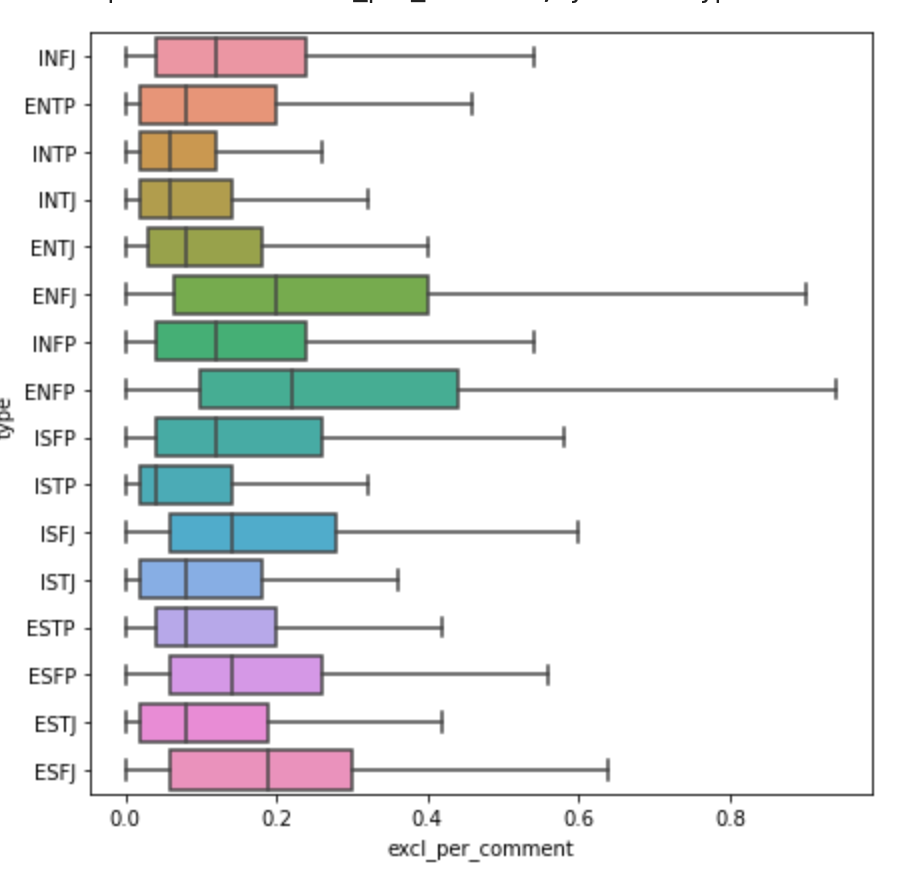 INFJ
ENTP
INTP
INTJ
ENTJ
ENFJ
INFP
ENFP
type
ISFP
ISTP
ISFJ
ISTJ
ESTP
ESFP
ESTJ
ESFJ
0.0 0.2 0.4 0.6 0.8
excl_per_comment